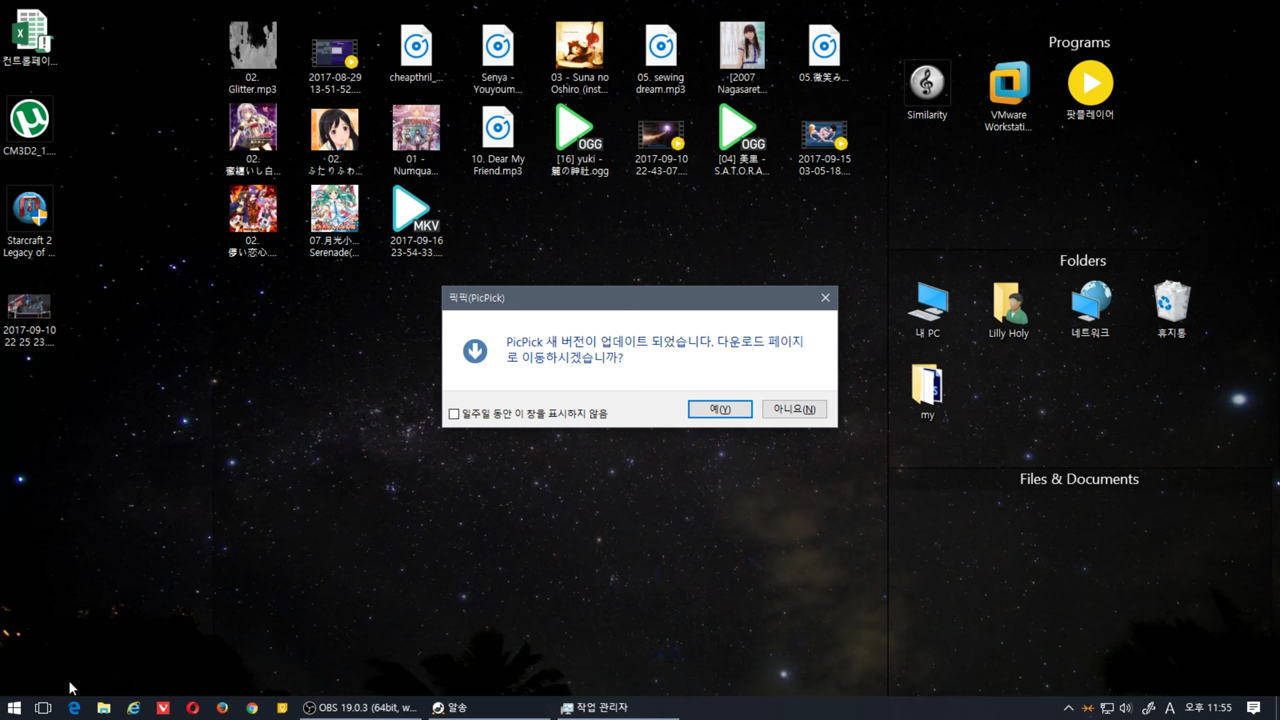 컨트롬페이...
CM3D2_1....
Starcraft 2
Legacy of ...
2017-09-10
22 25 23....
02.
Glitter.mp3
2017-08-29
13-51-52....
cheapthril_...
Senya -
Youyoum...
03 - Suna no
Oshiro (inst...
05. sewing
dream.mp3
[2007
Nagasaret...
05.微笑み...
02.
蜜纏いし白...
02.
ふたりふわ...
01 -
Numqua...
10. Dear My
Friend.mp3
OGG
[16] yuki -
麓の神社.ogg
2017-09-10
22-43-07....
OGG
[04] 美里 -
S.A.T.O.R.A...
2017-09-15
03-05-18....
02.
儚い恋心....
07.月光小...
Serenade(...
MKV
2017-09-16
23-54-33....
Programs
Similarity
VMware
Workstati...
팟플레이어
Folders
내 PC
Lilly Holy
네트워크
휴지통
my
Files & Documents
픽픽(PicPick)
PicPick 새 버전이 업데이트 되었습니다. 다운로드 페이지
로 이동하시겠습니까?
일주일 동안 이 창을 표시하지 않음
예(Y)
아니요(N)
OBS 19.0.3 (64bit, w...
알송
작업 관리자
A
오후 11:55